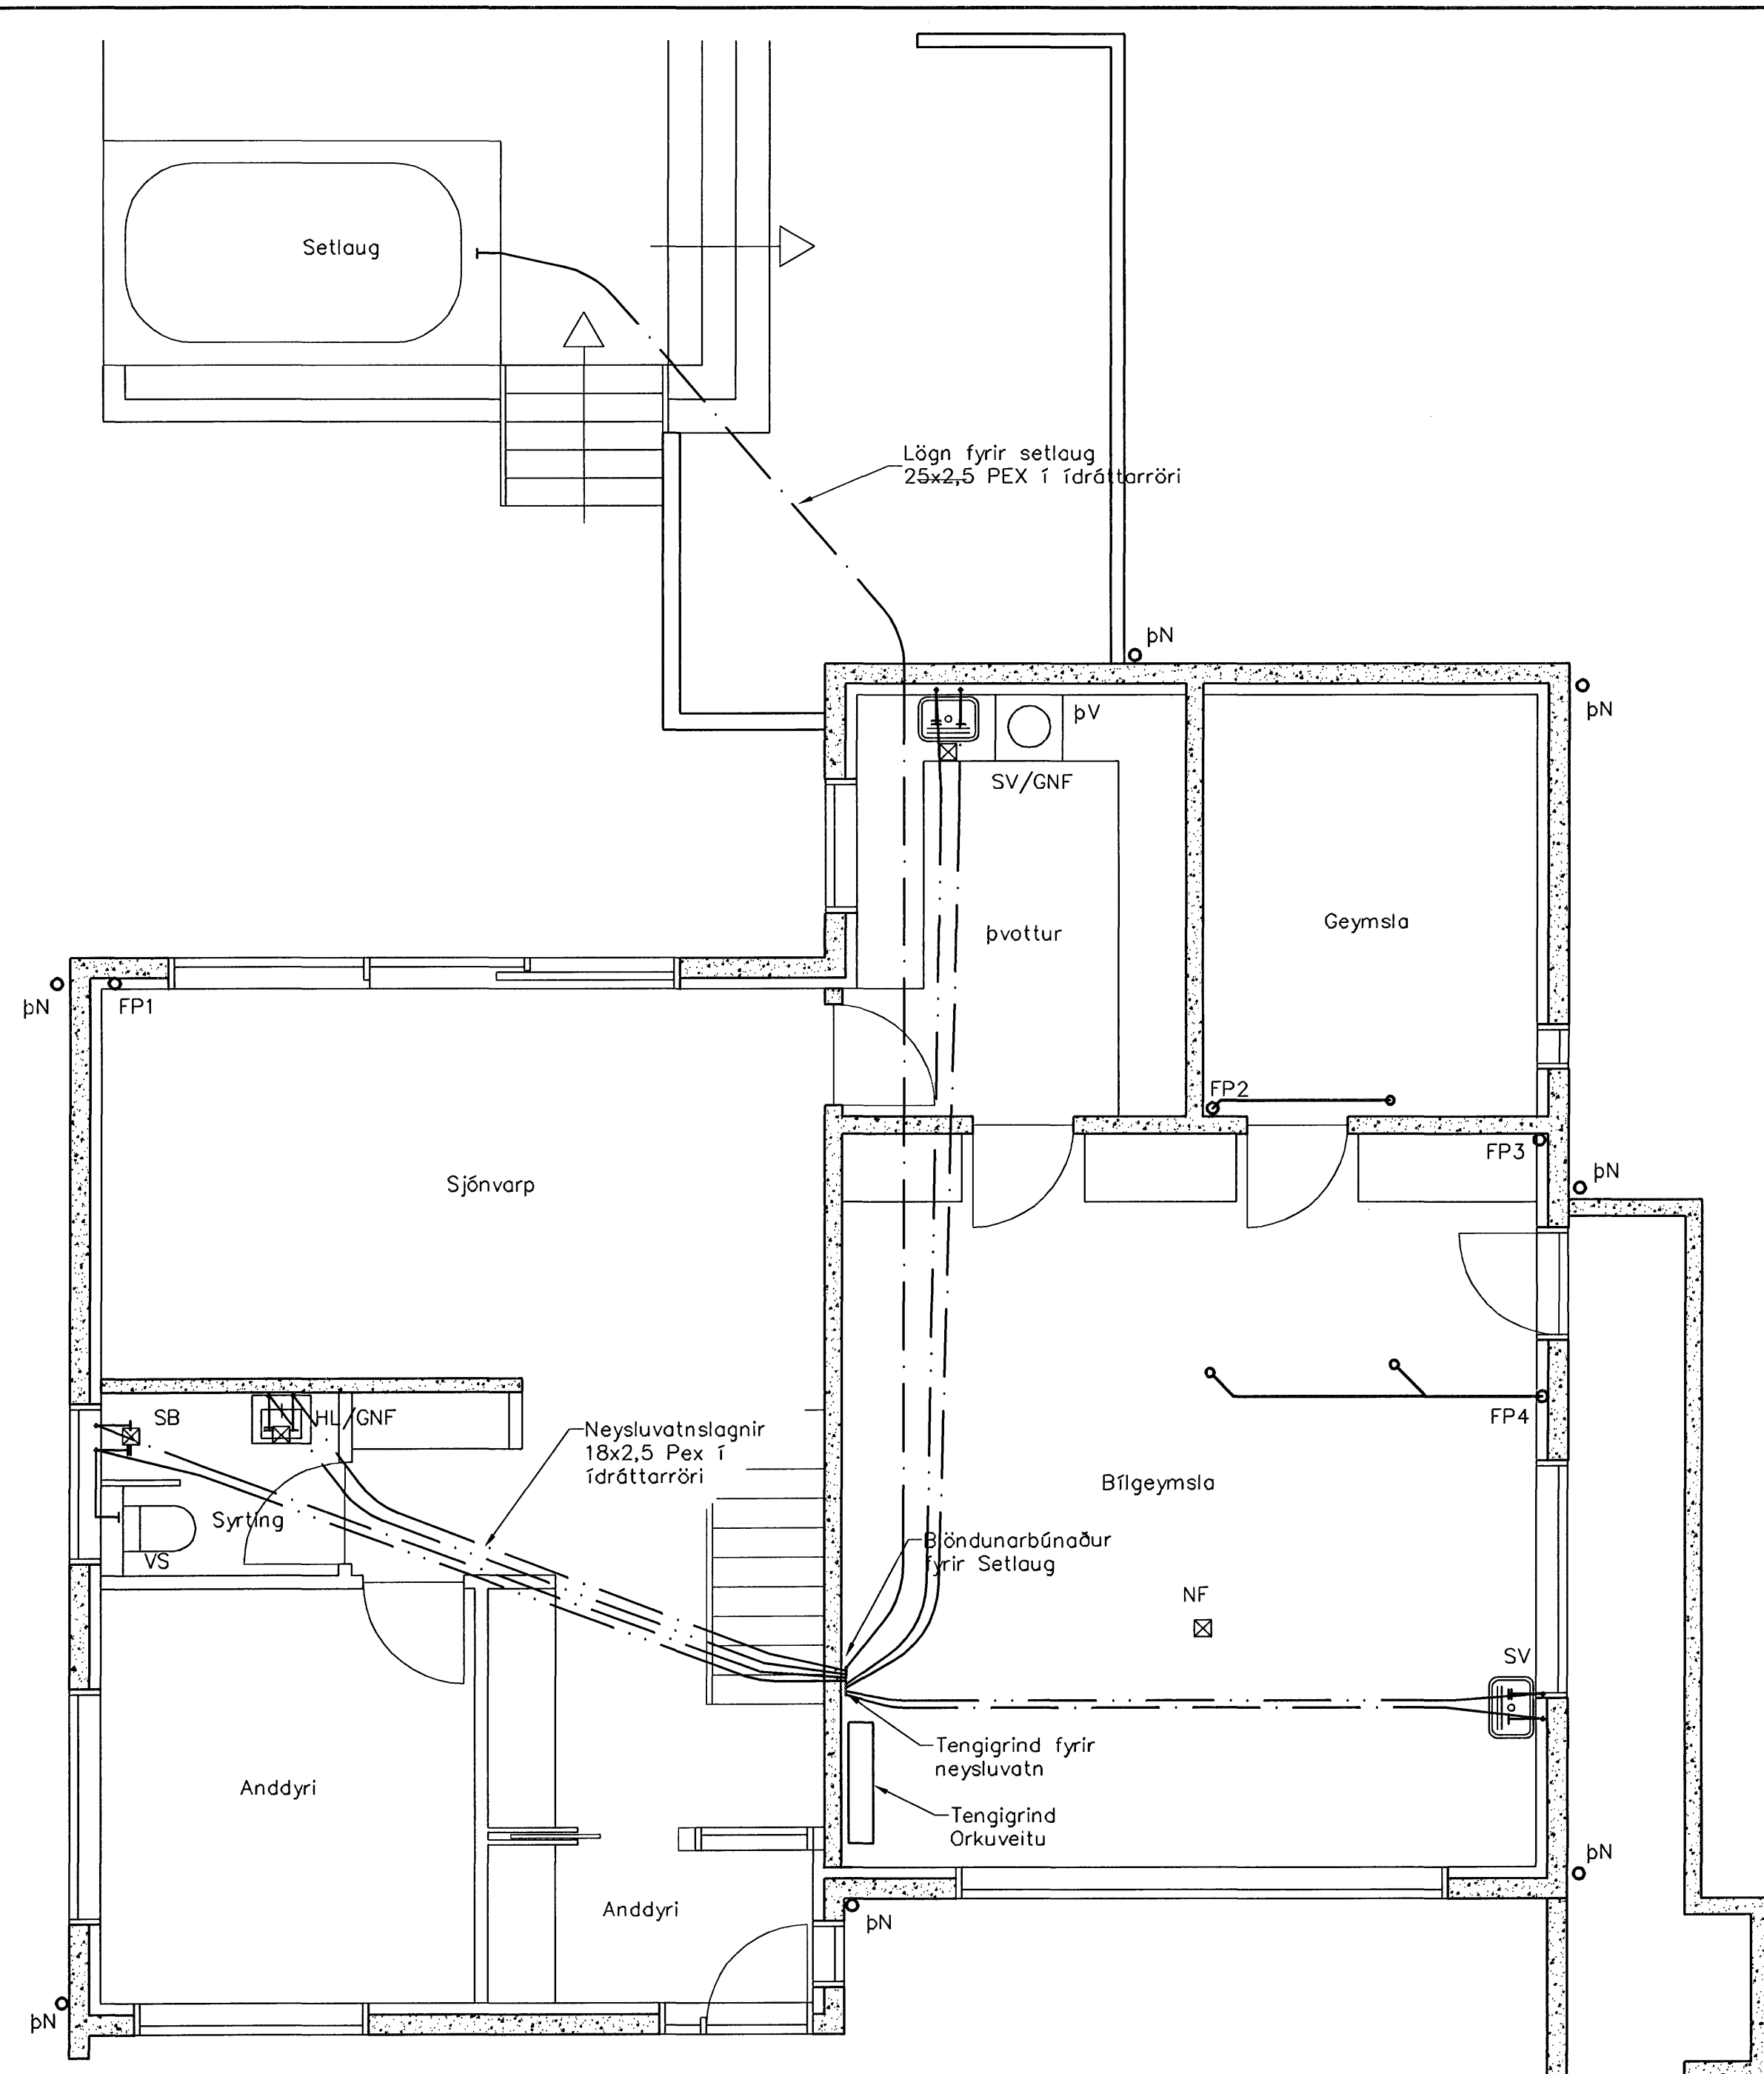 Setlaug
Lögn fyrir setlaug
25x2,5 PEX í ídráttarröri
þN
þN
þV
SV/GNF
Geymsla
þvottur
þN
FP1
FP2
FP3
þN
Sjónvarp
SB
HL/GNF
FP4
Neysluvatnslagnir
18x2,5 Pex í
ídráttarröri
Bílgeymsla
Syrting
VS
Blöndunarbúnaður
fyrir Setlaug
NF
SV
Tengigrind fyrir
neysluvatn
Anddyri
Tengigrind
Orkuveitu
þN
Anddyri
þN
þN